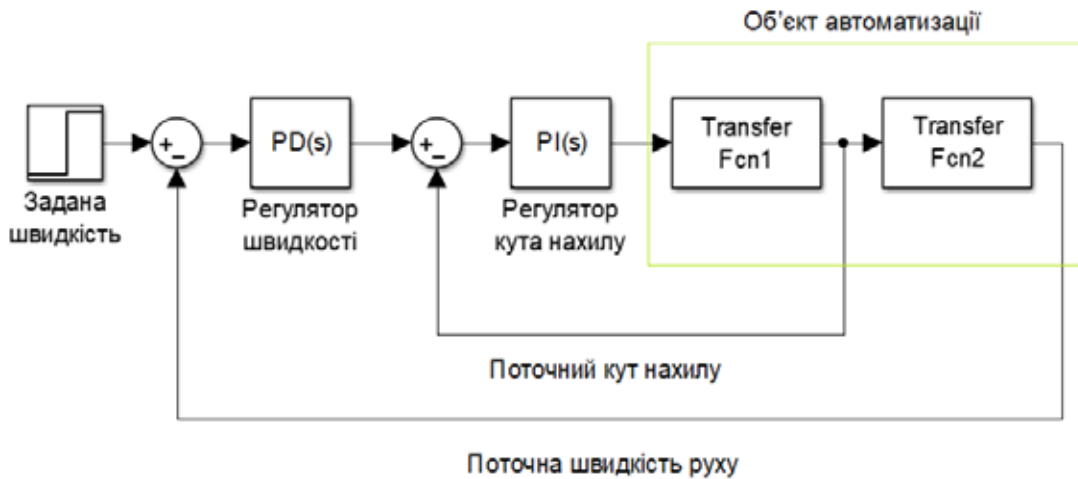 Об'єкт автоматизації
+
−
PD(s)
+
−
PI(s)
Transfer
Fcn1
Transfer
Fcn2
Задана
швидкість
Регулятор
швидкості
Регулятор
кута нахилу
Поточний кут нахилу
Поточна швидкість руху